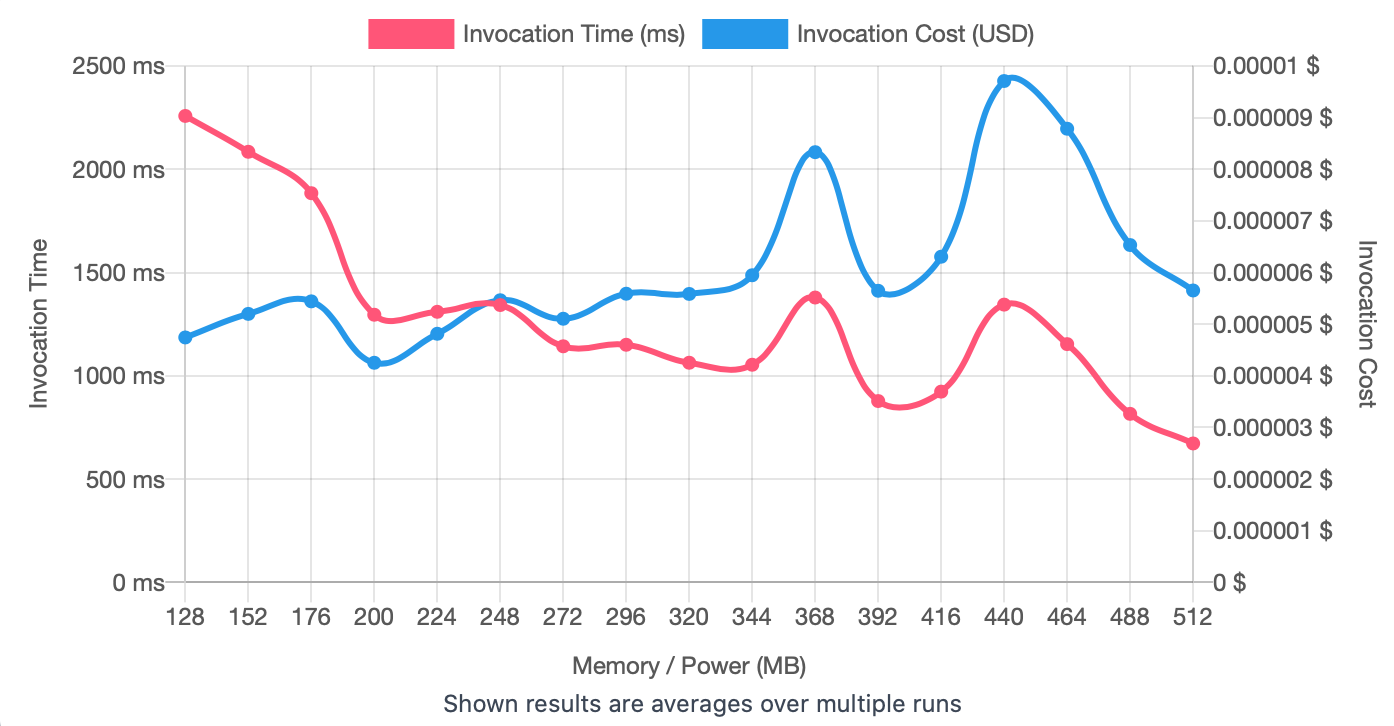 Invocation Time (ms) Invocation Cost (USD)
2500 ms 0.00001 $
0.000009 $
2000 ms 0.000008 $
0.000007 $
1500 ms 0.000006 $
0.000005 $
1000 ms 0.000004 $
0.000003 $
500 ms 0.000002 $
0.000001 $
0 ms 0 $
Invocation Time
Invocation Cost
128 152 176 200 224 248 272 296 320 344 368 392 416 440 464 488 512
Memory / Power (MB)
Shown results are averages over multiple runs